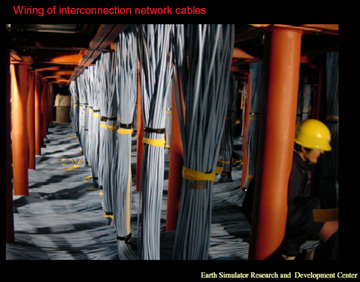 Wiring of interconnection network cables
Earth Simulator Research and Development Center